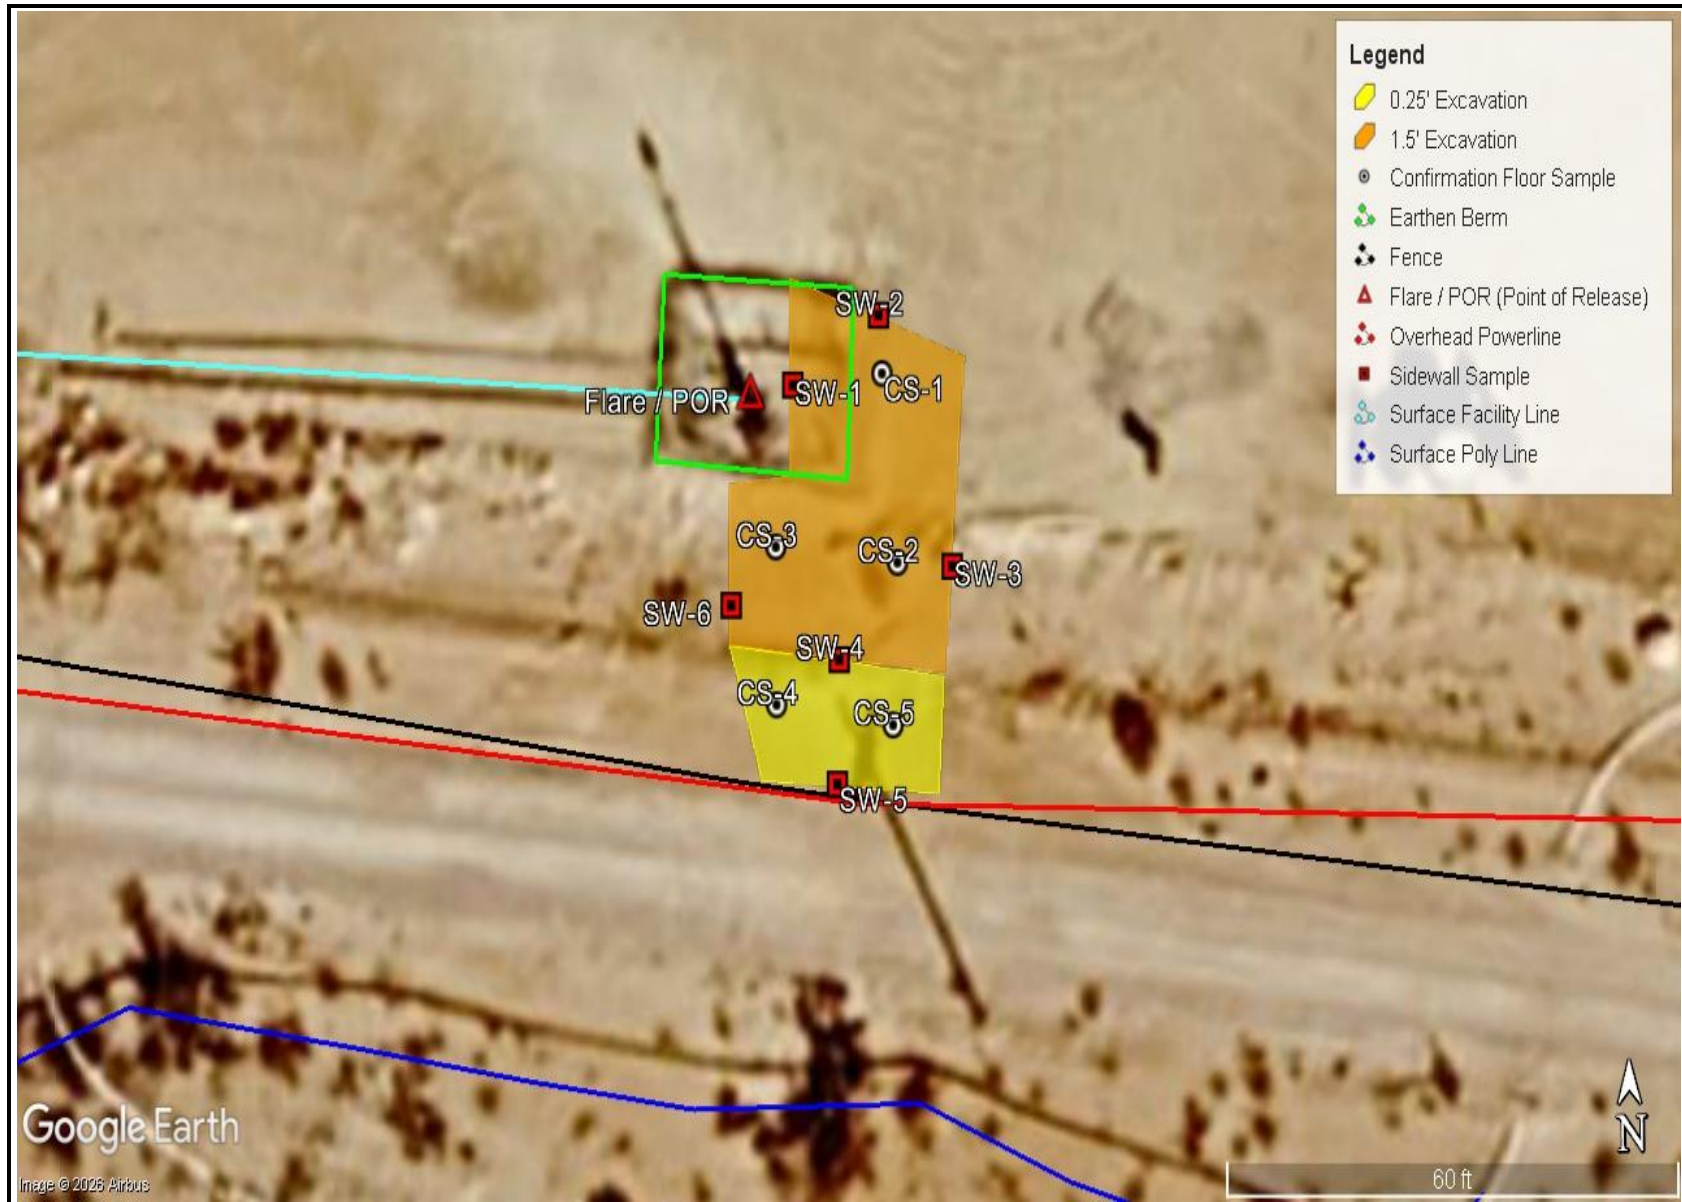 Legend
0.25' Excavation
1.5' Excavation
Confirmation Floor Sample
Earthen Berm
Fence
Flare / POR (Point of Release)
Overhead Powerline
Sidewall Sample
Surface Facility Line
Surface Poly Line
SW-2
CS-1
SW-1
Flare / POR
CS-3
CS-2
SW-3
SW-6
SW-4
CS-4
CS-5
SW-5
Google Earth
N
60 ft
Image © 2026 Airbus